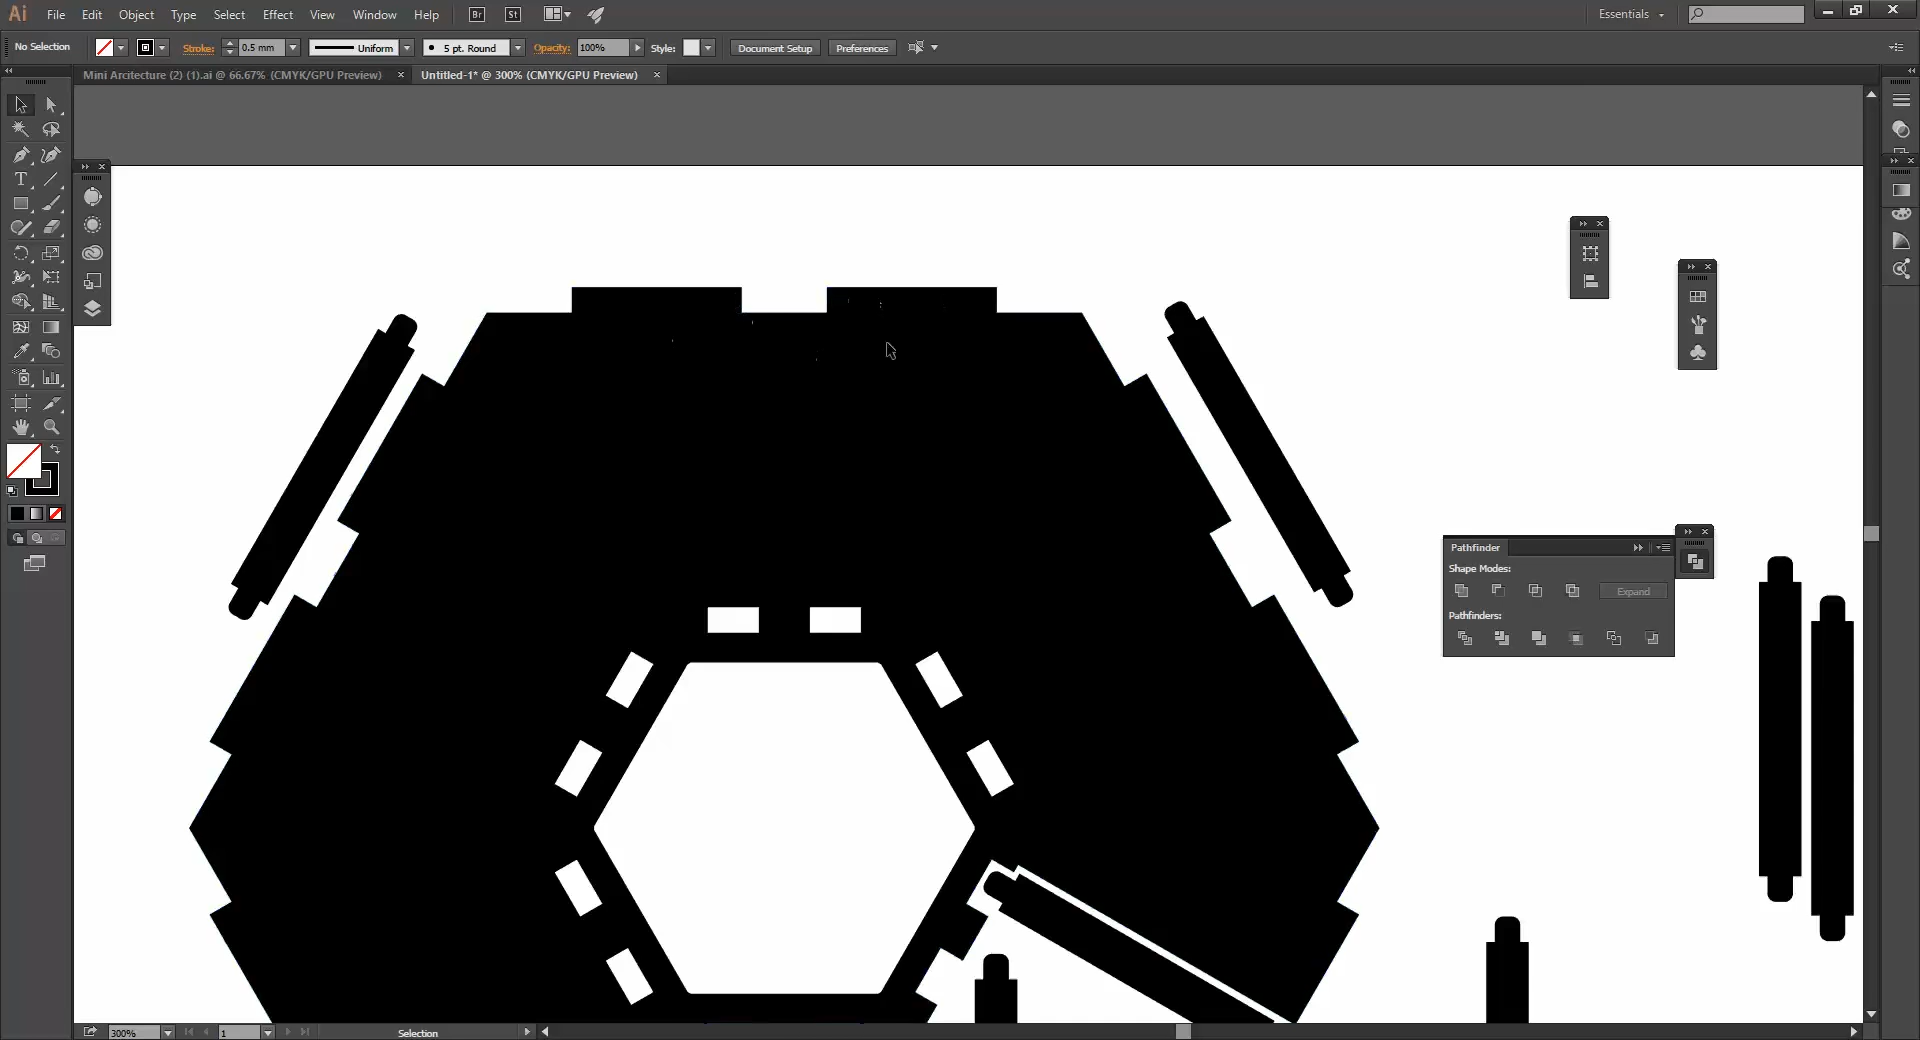 Ai File Edit Object Type Select Effect View Window Help Br St Essentials
No Selection Stroke: 0.5 mm Uniform 5 pt. Round Opacity: 100% Style: Document Setup Preferences
Mini Arcitecture (2) (1).ai @ 66.67% (CMYK/GPU Preview) × Untitled-1* @ 300% (CMYK/GPU Preview) ×
T
Pathfinder
Shape Modes:
Expand
Pathfinders:
300% 1 Selection